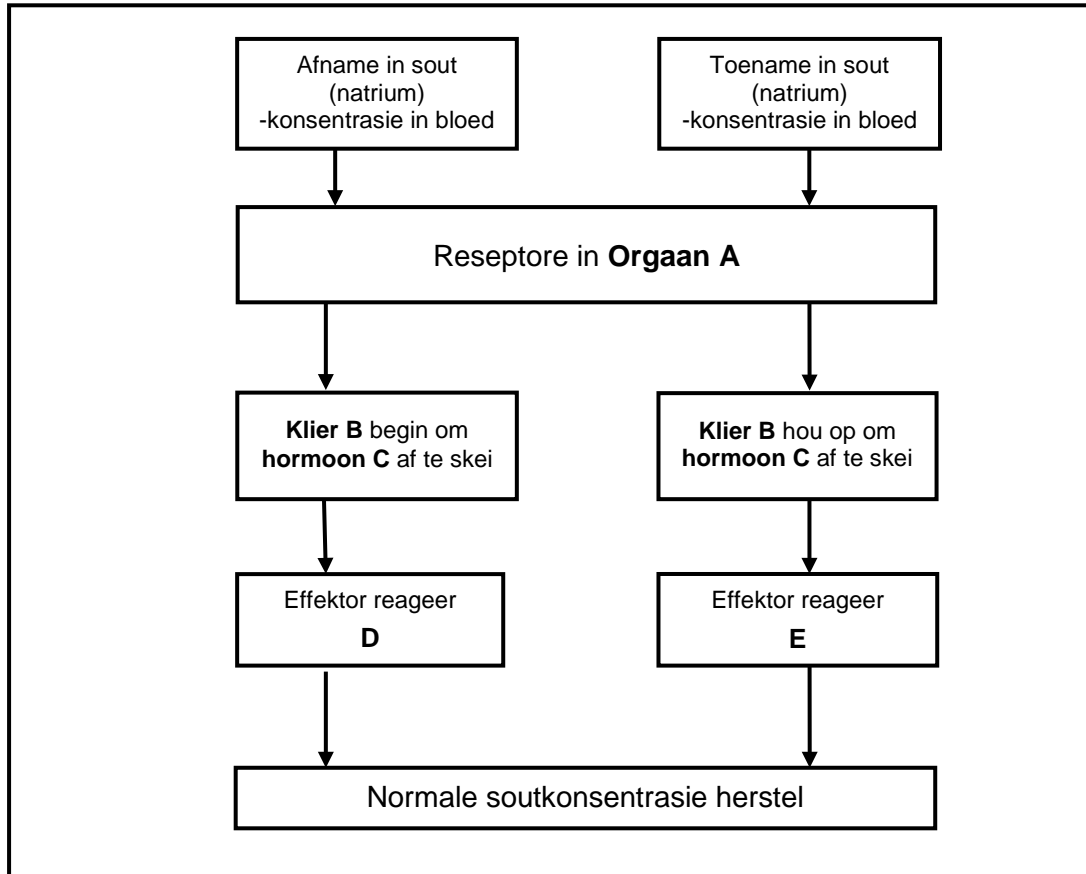 Afname in sout
(natrium)
-konsentrasie in bloed
Toename in sout
(natrium)
-konsentrasie in bloed
Reseptore in Orgaan A
Klier B begin om
hormoon C af te skei
Klier B hou op om
hormoon C af te skei
Effektor reageer
D
Effektor reageer
E
Normale soutkonsentrasie herstel